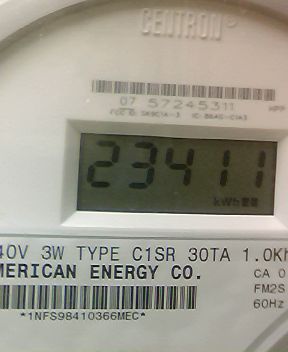 CENTRON®
07 57245311
23411
kWh
40V 3W TYPE C1SR 30TA 1.0Kh
MERICAN ENERGY CO.
CA 0
FM2S
60Hz
*1NFS98410366MEC*